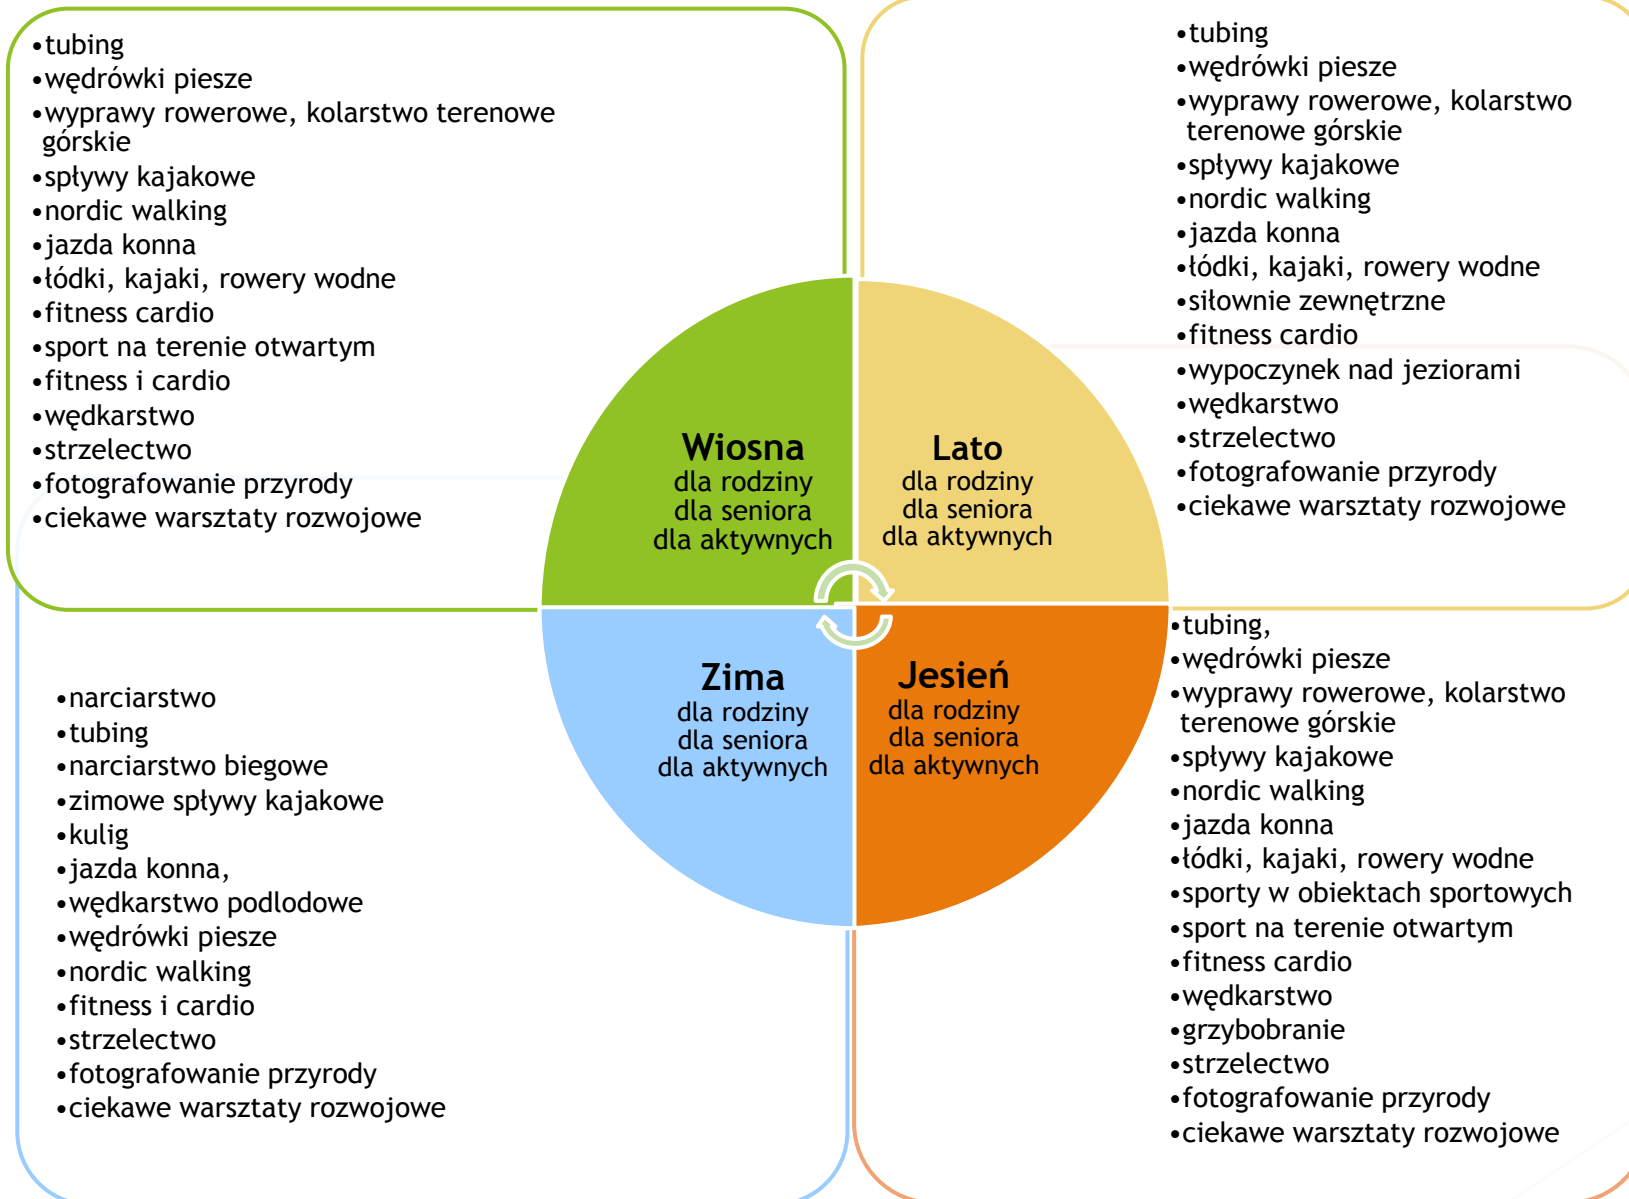 •tubing
•wędrówki piesze
•wyprawy rowerowe, kolarstwo terenowe
górskie
•spływy kajakowe
•nordic walking
•jazda konna
•łódki, kajaki, rowery wodne
•fitness cardio
•sport na terenie otwartym
•fitness i cardio
•wędkarstwo
•strzelectwo
•fotografowanie przyrody
•ciekawe warsztaty rozwojowe
•tubing
•wędrówki piesze
•wyprawy rowerowe, kolarstwo
terenowe górskie
•spływy kajakowe
•nordic walking
•jazda konna
•łódki, kajaki, rowery wodne
•siłownie zewnętrzne
•fitness cardio
•wypoczynek nad jeziorami
•wędkarstwo
•strzelectwo
•fotografowanie przyrody
•ciekawe warsztaty rozwojowe
Wiosna
dla rodziny
dla seniora
dla aktywnych
Lato
dla rodziny
dla seniora
dla aktywnych
Zima
dla rodziny
dla seniora
dla aktywnych
Jesień
dla rodziny
dla seniora
dla aktywnych
•narciarstwo
•tubing
•narciarstwo biegowe
•zimowe spływy kajakowe
•kulig
•jazda konna,
•wędkarstwo podlodowe
•wędrówki piesze
•nordic walking
•fitness i cardio
•strzelectwo
•fotografowanie przyrody
•ciekawe warsztaty rozwojowe
•tubing,
•wędrówki piesze
•wyprawy rowerowe, kolarstwo
terenowe górskie
•spływy kajakowe
•nordic walking
•jazda konna
•łódki, kajaki, rowery wodne
•sporty w obiektach sportowych
•sport na terenie otwartym
•fitness cardio
•wędkarstwo
•grzybobranie
•strzelectwo
•fotografowanie przyrody
•ciekawe warsztaty rozwojowe